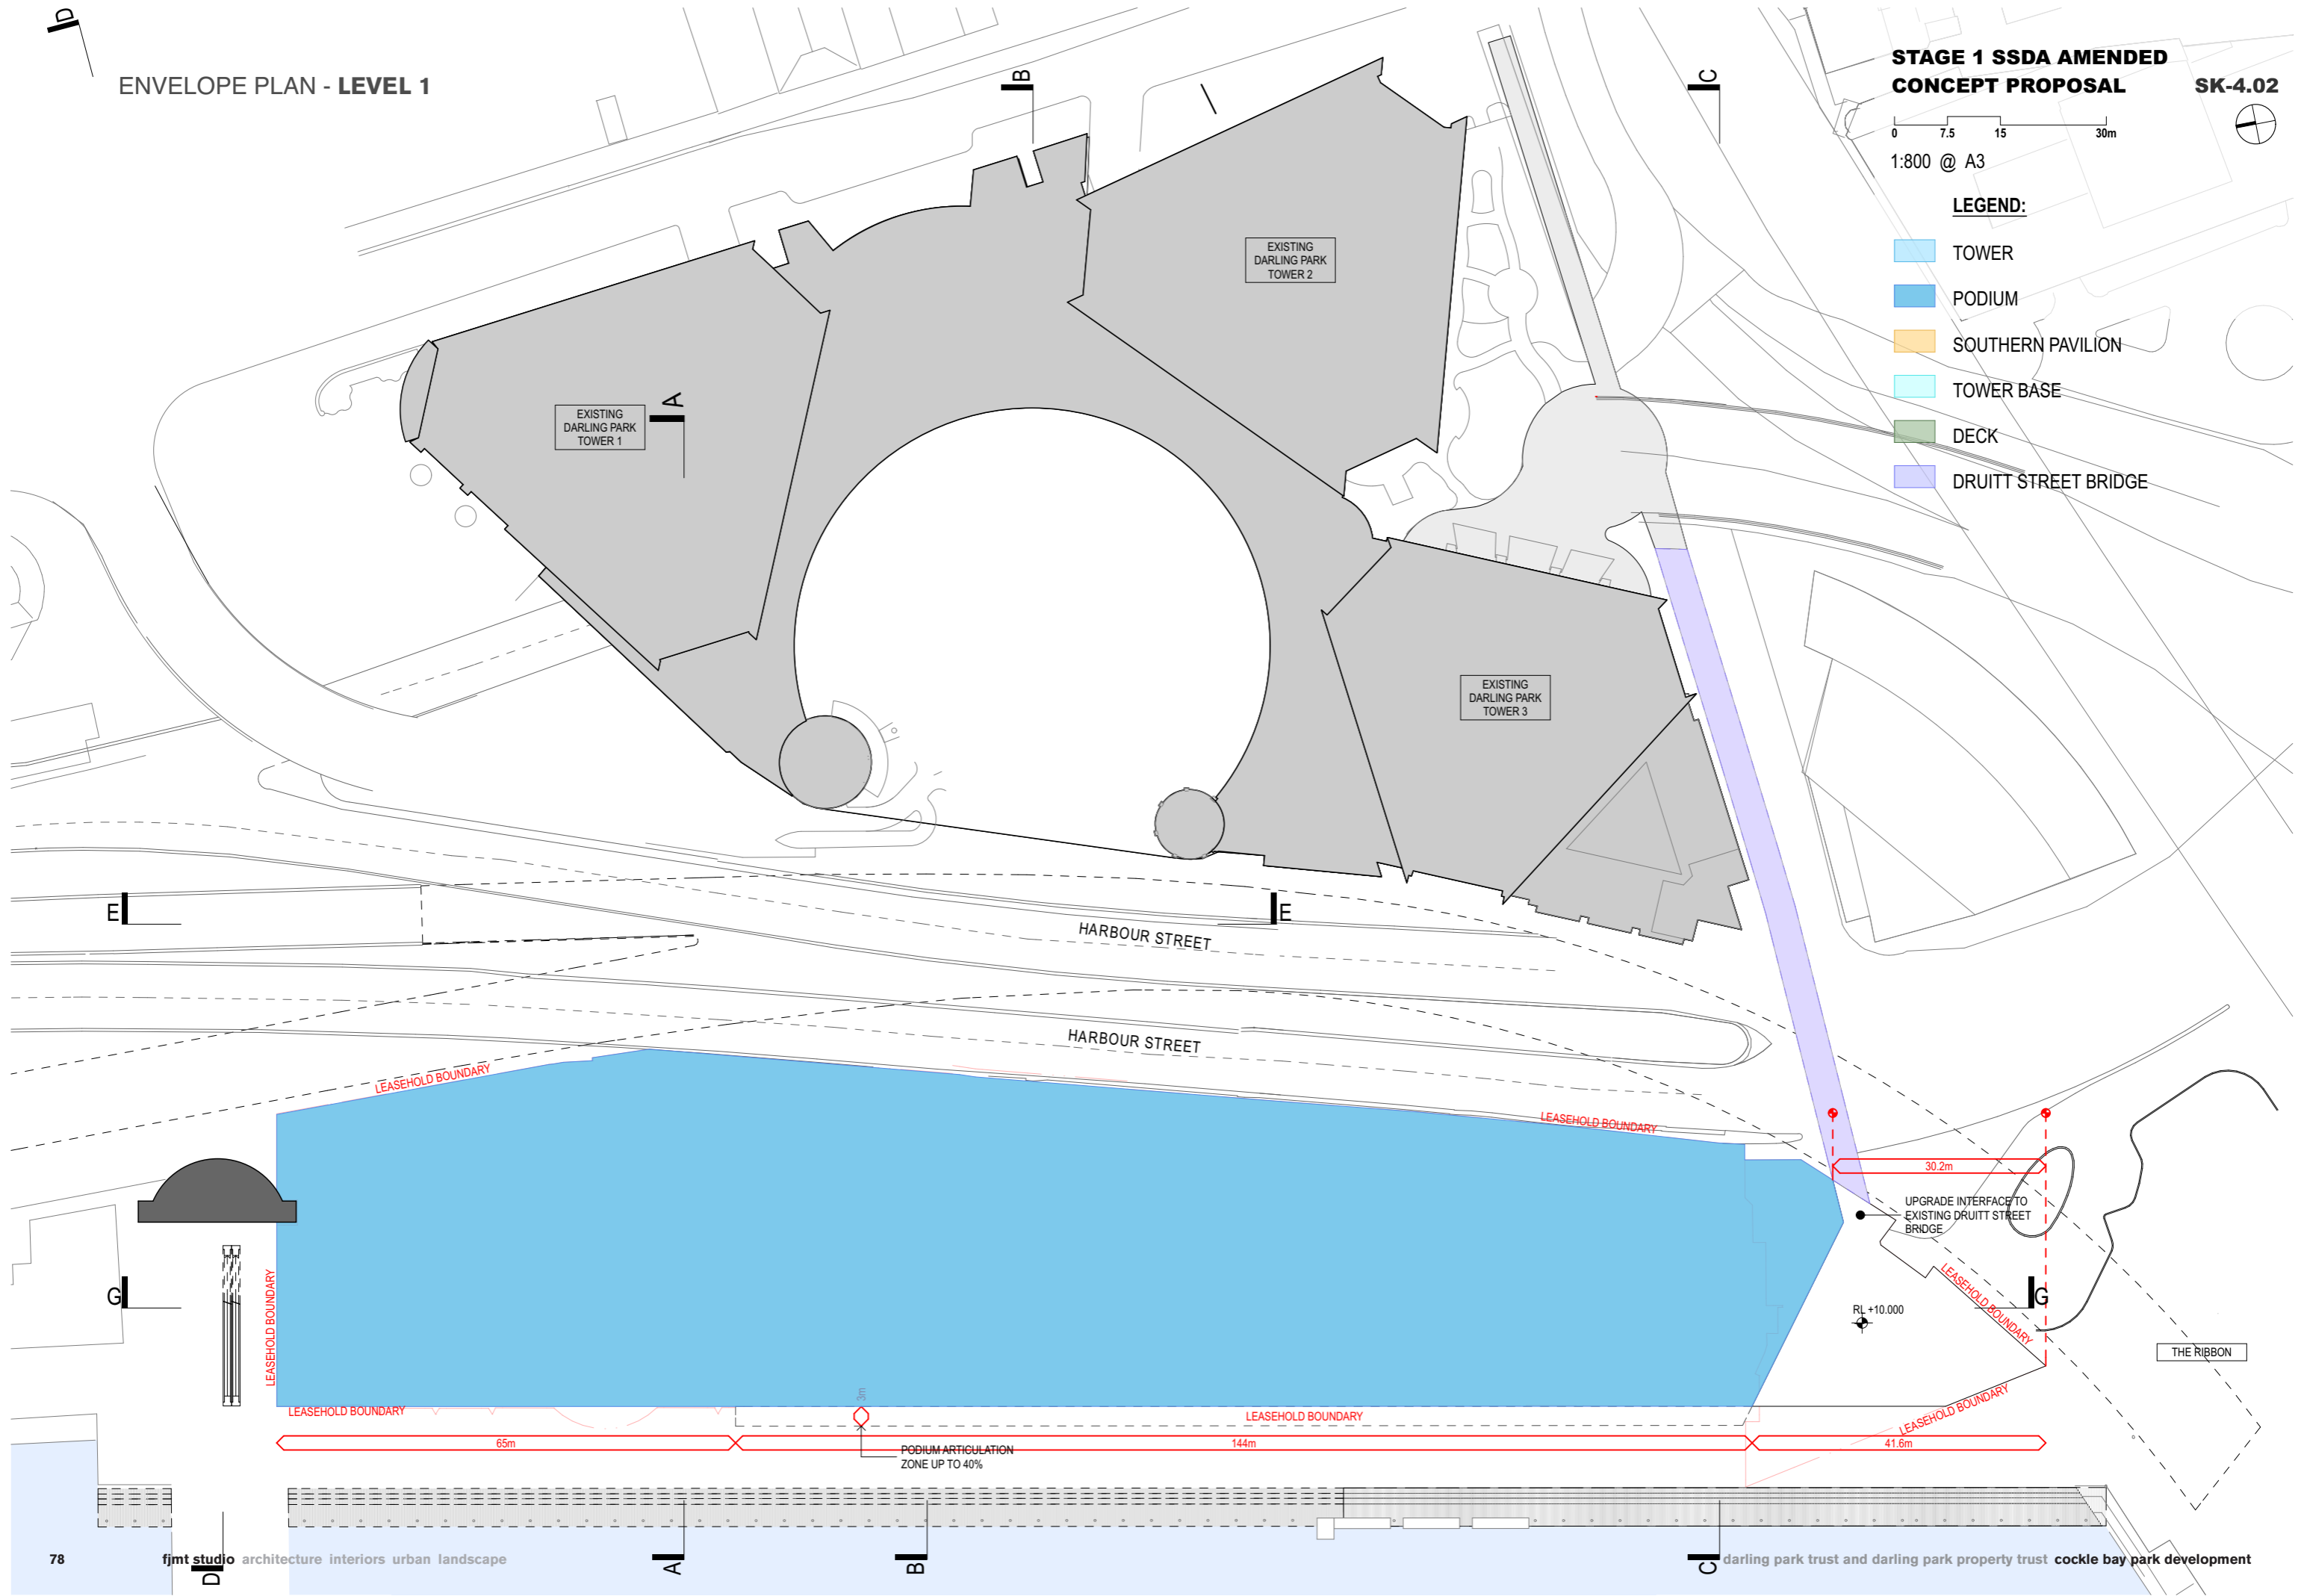 D
ENVELOPE PLAN - LEVEL 1
B
C
STAGE 1 SSDA AMENDED
CONCEPT PROPOSAL
SK-4.02
0 7.5 15 30m
1:800 @ A3
LEGEND:
TOWER
PODIUM
SOUTHERN PAVILION
TOWER BASE
DECK
DRUITT STREET BRIDGE
EXISTING
DARLING PARK
TOWER 2
EXISTING
DARLING PARK
TOWER 1
A
EXISTING
DARLING PARK
TOWER 3
E
E
HARBOUR STREET
HARBOUR STREET
LEASEHOLD BOUNDARY
LEASEHOLD BOUNDARY
30.2m
UPGRADE INTERFACE TO
EXISTING DRUITT STREET
BRIDGE
G
G
LEASEHOLD BOUNDARY
LEASEHOLD BOUNDARY
RL +10.000
THE RIBBON
3m
LEASEHOLD BOUNDARY
LEASEHOLD BOUNDARY
LEASEHOLD BOUNDARY
65m
144m
41.6m
PODIUM ARTICULATION
ZONE UP TO 40%
78
fjmt studio architecture interiors urban landscape
D
A
B
C
darling park trust and darling park property trust cockle bay park development